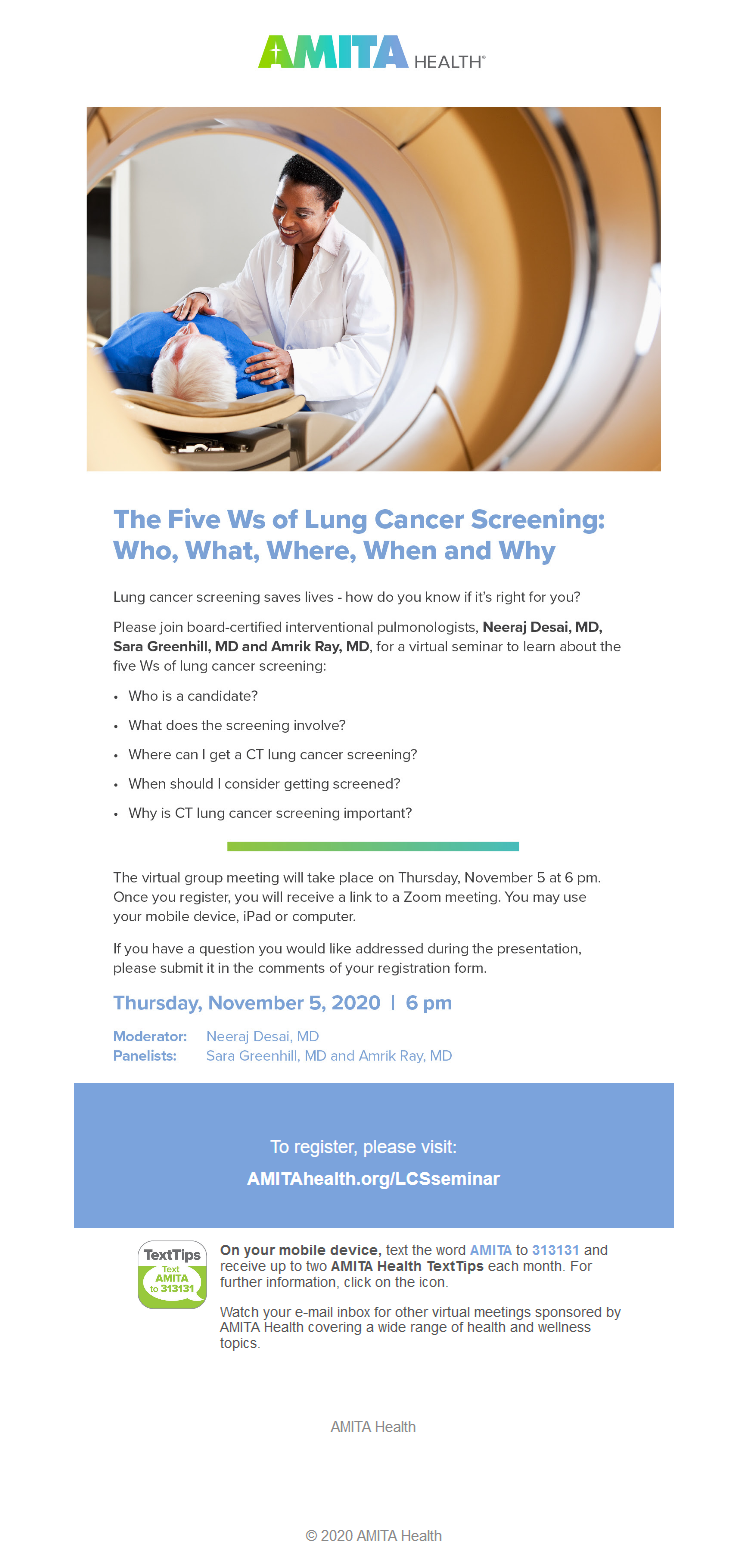 AMITA HEALTH®
The Five Ws of Lung Cancer Screening:
Who, What, Where, When and Why
Lung cancer screening saves lives - how do you know if it's right for you?
Please join board-certified interventional pulmonologists, Neeraj Desai, MD,
Sara Greenhill, MD and Amrik Ray, MD, for a virtual seminar to learn about the
five Ws of lung cancer screening:
• Who is a candidate?
• What does the screening involve?
• Where can I get a CT lung cancer screening?
• When should I consider getting screened?
• Why is CT lung cancer screening important?
The virtual group meeting will take place on Thursday, November 5 at 6 pm.
Once you register, you will receive a link to a Zoom meeting. You may use
your mobile device, iPad or computer.
If you have a question you would like addressed during the presentation,
please submit it in the comments of your registration form.
Thursday, November 5, 2020 | 6 pm
Moderator: Neeraj Desai, MD
Panelists: Sara Greenhill, MD and Amrik Ray, MD
To register, please visit:
AMITAhealth.org/LCSseminar
TextTips
Text
AMITA
to 313131
On your mobile device, text the word AMITA to 313131 and
receive up to two AMITA Health TextTips each month. For
further information, click on the icon.
Watch your e-mail inbox for other virtual meetings sponsored by
AMITA Health covering a wide range of health and wellness
topics.
AMITA Health
© 2020 AMITA Health